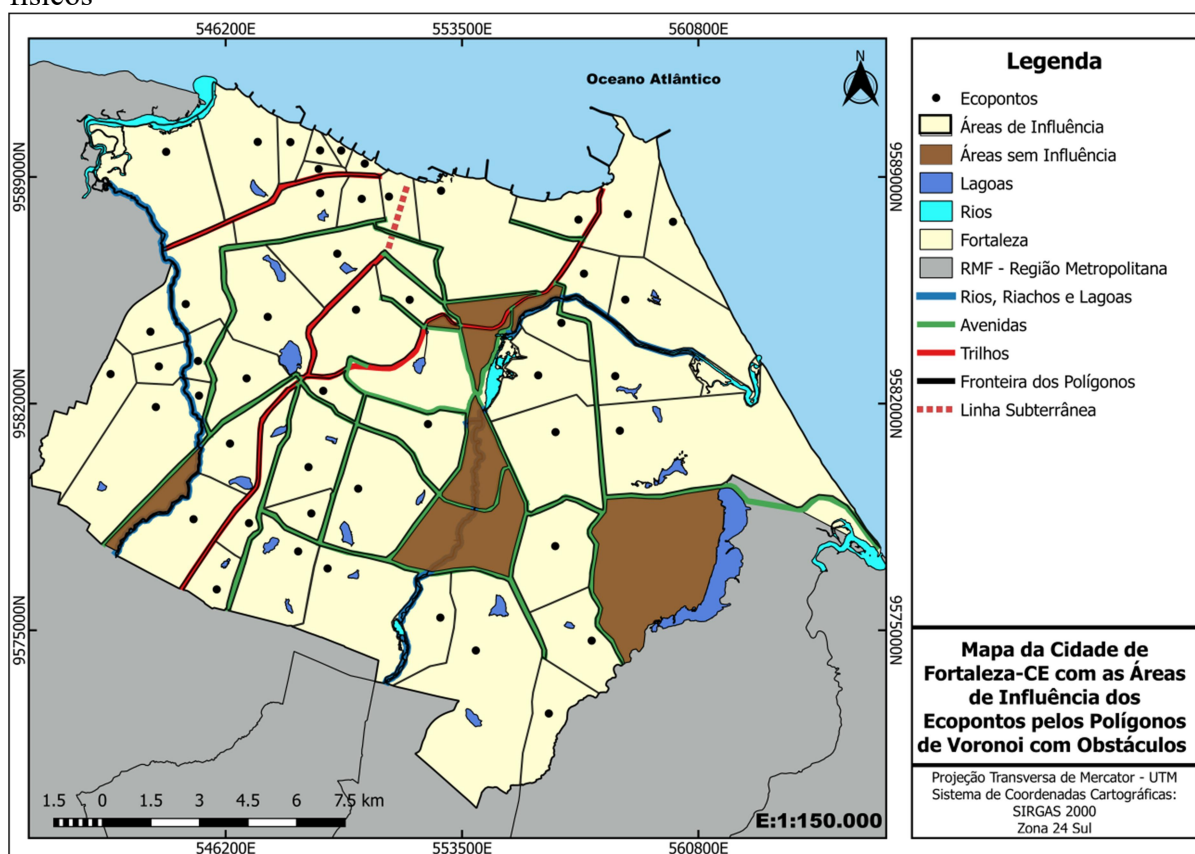 físicos
546200E 553500E 560800E
Oceano Atlântico
N
9589000N 9589000N
9582000N 9582000N
9575000N 9575000N
1.5 0 1.5 3 4.5 6 7.5 km
E:1:150.000
546200E 553500E 560800E
Legenda
Ecopontos
Áreas de Influência
Áreas sem Influência
Lagoas
Rios
Fortaleza
RMF - Região Metropolitana
Rios, Riachos e Lagoas
Avenidas
Trilhos
Fronteira dos Polígonos
Linha Subterrânea
Mapa da Cidade de
Fortaleza-CE com as Áreas
de Influência dos
Ecopontos pelos Polígonos
de Voronoi com Obstáculos
Projeção Transversa de Mercator - UTM
Sistema de Coordenadas Cartográficas:
SIRGAS 2000
Zona 24 Sul